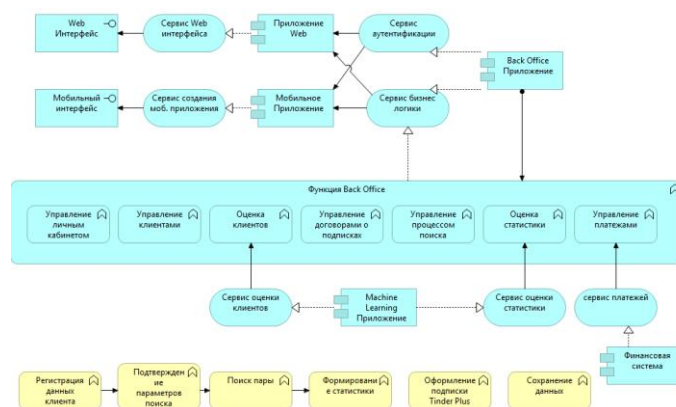 Web
Интерфейс
Сервис Web
интерфейса
Приложение
Web
Сервис
аутентификации
Back Office
Приложение
Мобильный
интерфейс
Сервис создания
моб. приложения
Мобильное
Приложение
Сервис бизнес
логики
Функция Back Office
Управление
личным
кабинетом
Управление
клиентами
Оценка
клиентов
Управление
договорами о
подписках
Управление
процессом
поиска
Оценка
статистики
Управление
платежами
Сервис оценки
клиентов
Machine
Learning
Приложение
Сервис оценки
статистики
сервис платежей
Финансовая
система
Регистрация
данных
клиента
Подтвержден
ие
параметров
поиска
Поиск пары
Формировани
е статистики
Оформление
подписки
Tinder Plus
Сохранение
данных